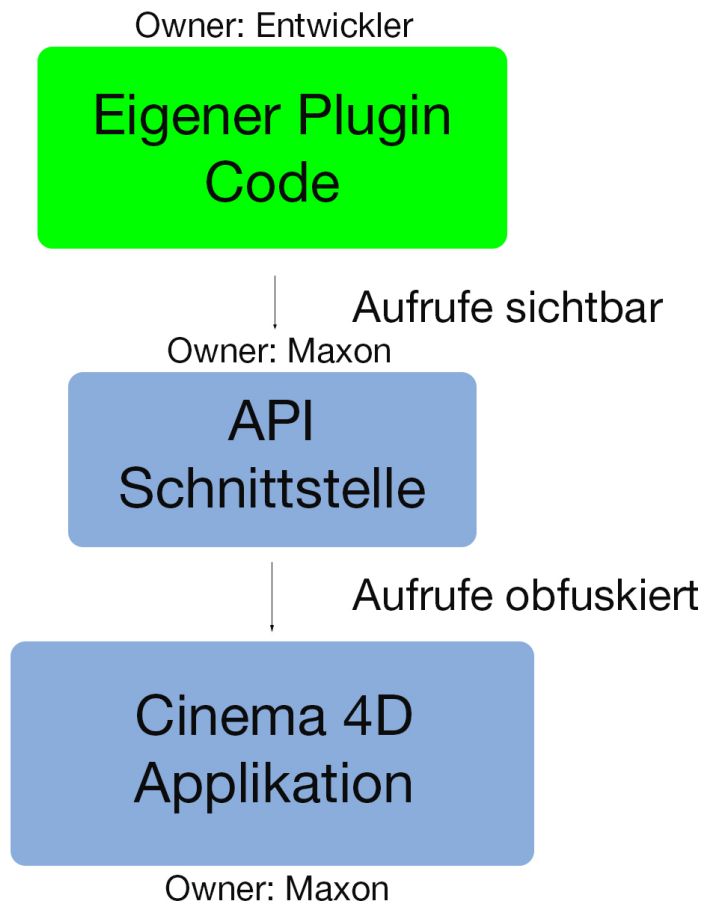 Owner: Entwickler
Eigener Plugin
Code
Aufrufe sichtbar
Owner: Maxon
API
Schnittstelle
Aufrufe obfuskiert
Cinema 4D
Applikation
Owner: Maxon